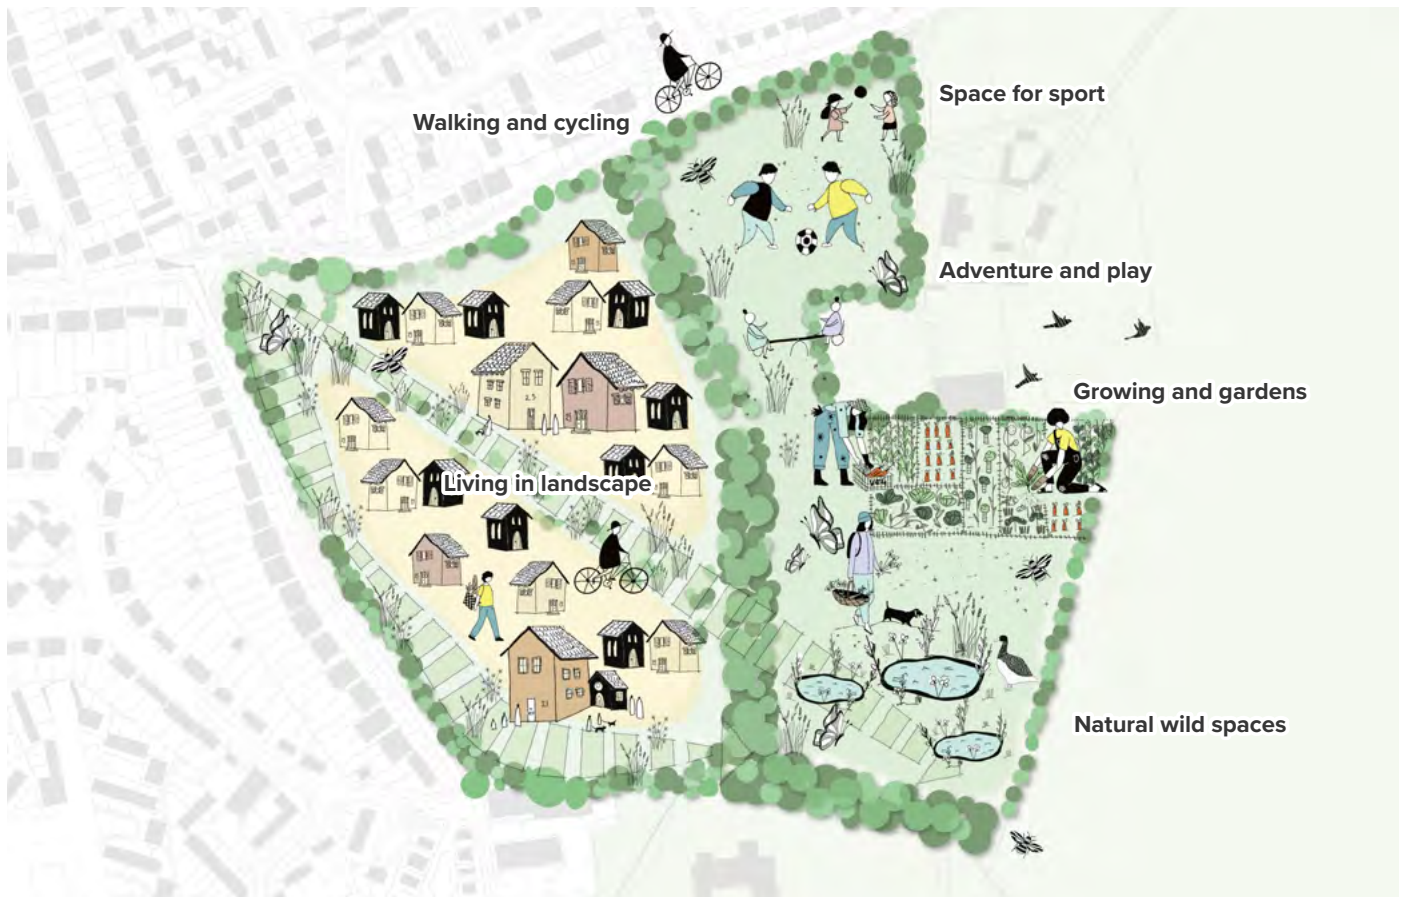 Space for sport
Walking and cycling
Adventure and play
Growing and gardens
Living in landscape
Natural wild spaces